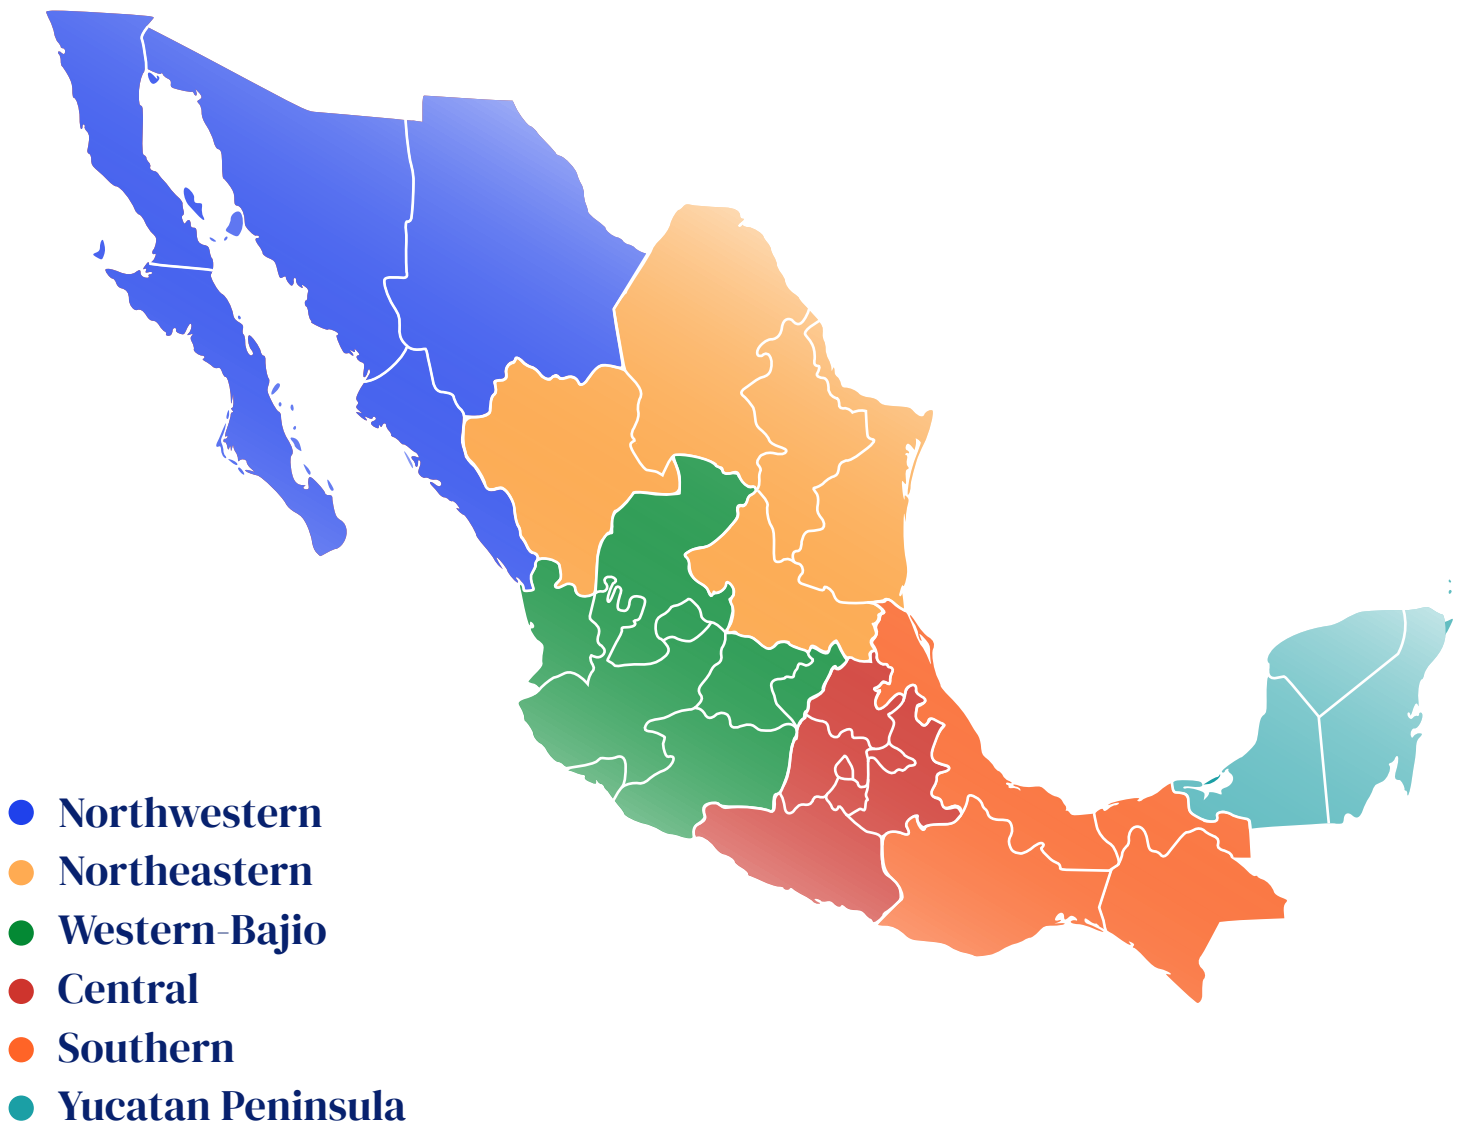 Northwestern
Northeastern
Western-Bajio
Central
Southern
Yucatan Peninsula